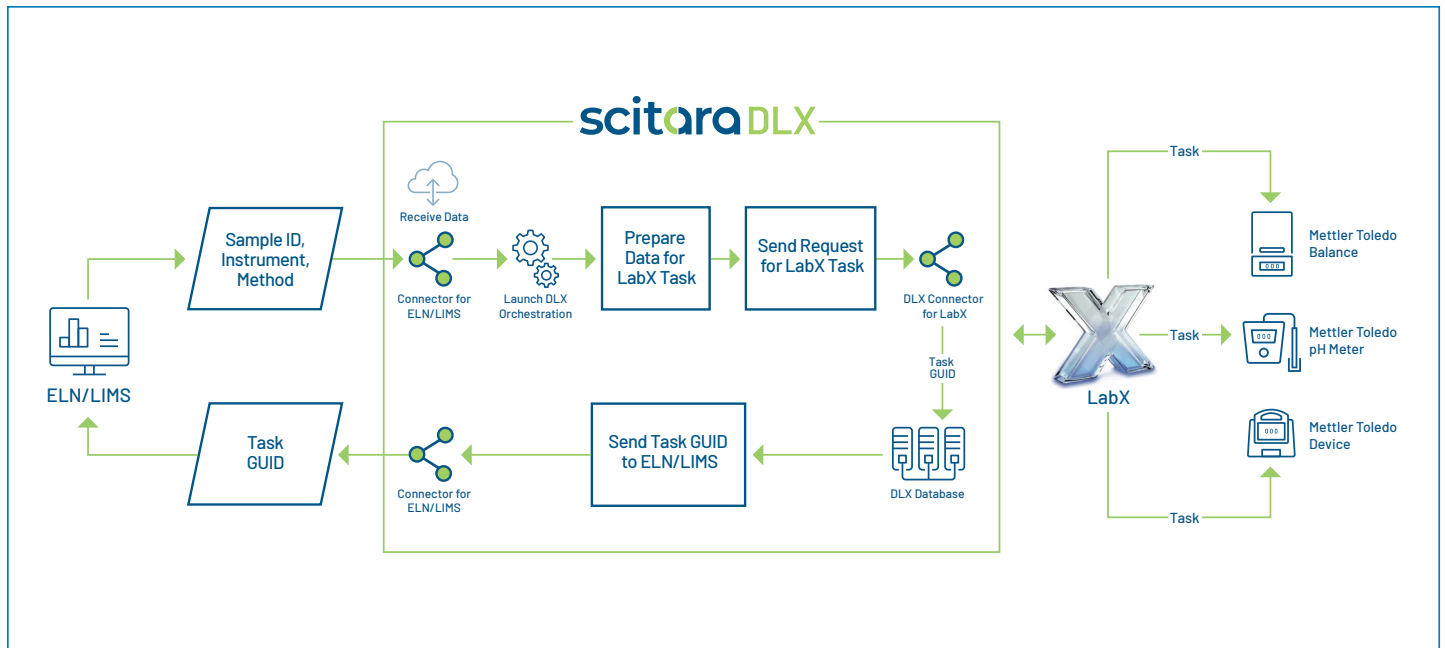 scitara DLX
Receive Data
Sample ID,
Instrument,
Method
Connector for
ELN/LIMS
Launch DLX
Orchestration
Prepare
Data for
LabX Task
Send Request
for LabX Task
DLX Connector
for LabX
Task
GUID
DLX Database
Send Task GUID
to ELN/LIMS
Connector for
ELN/LIMS
Task
GUID
ELN/LIMS
LabX
Task
Mettler Toledo
Balance
000
Task
Mettler Toledo
pH Meter
000
Task
Mettler Toledo
Device
000